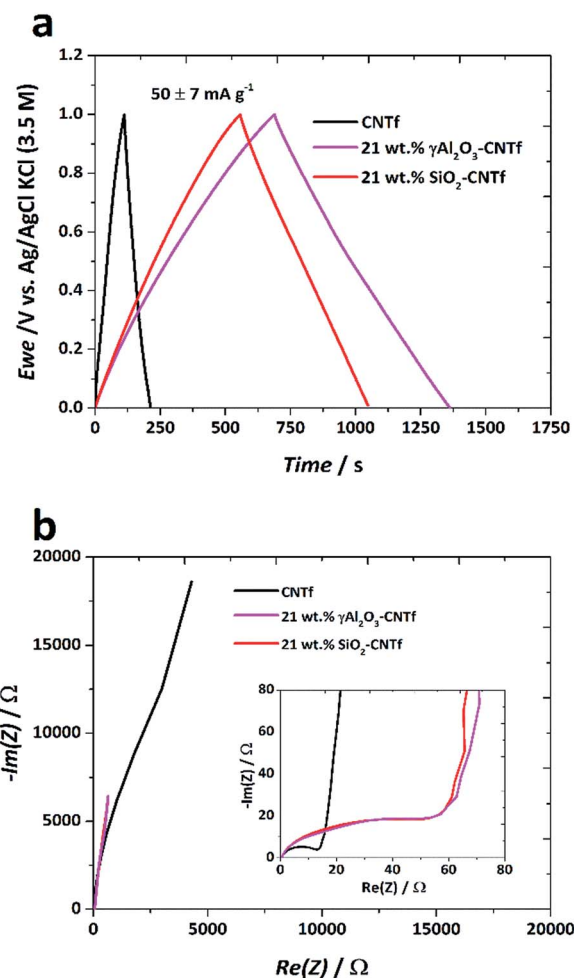 a
1.2
1.0
0.8
0.6
0.4
0.2
0.0
Ewe /V vs. Ag/AgCl KCl (3.5 M)
50 ± 7 mA g⁻¹
CNTf
21 wt.% γAl₂O₃-CNTf
21 wt.% SiO₂-CNTf
0 250 500 750 1000 1250 1500 1750
Time / s
b
20000
15000
10000
5000
0
-Im(Z) / Ω
CNTf
21 wt.% γAl₂O₃-CNTf
21 wt.% SiO₂-CNTf
80
60
40
20
0
-Im(Z) / Ω
0 20 40 60 80
Re(Z) / Ω
0 5000 10000 15000 20000
Re(Z) / Ω